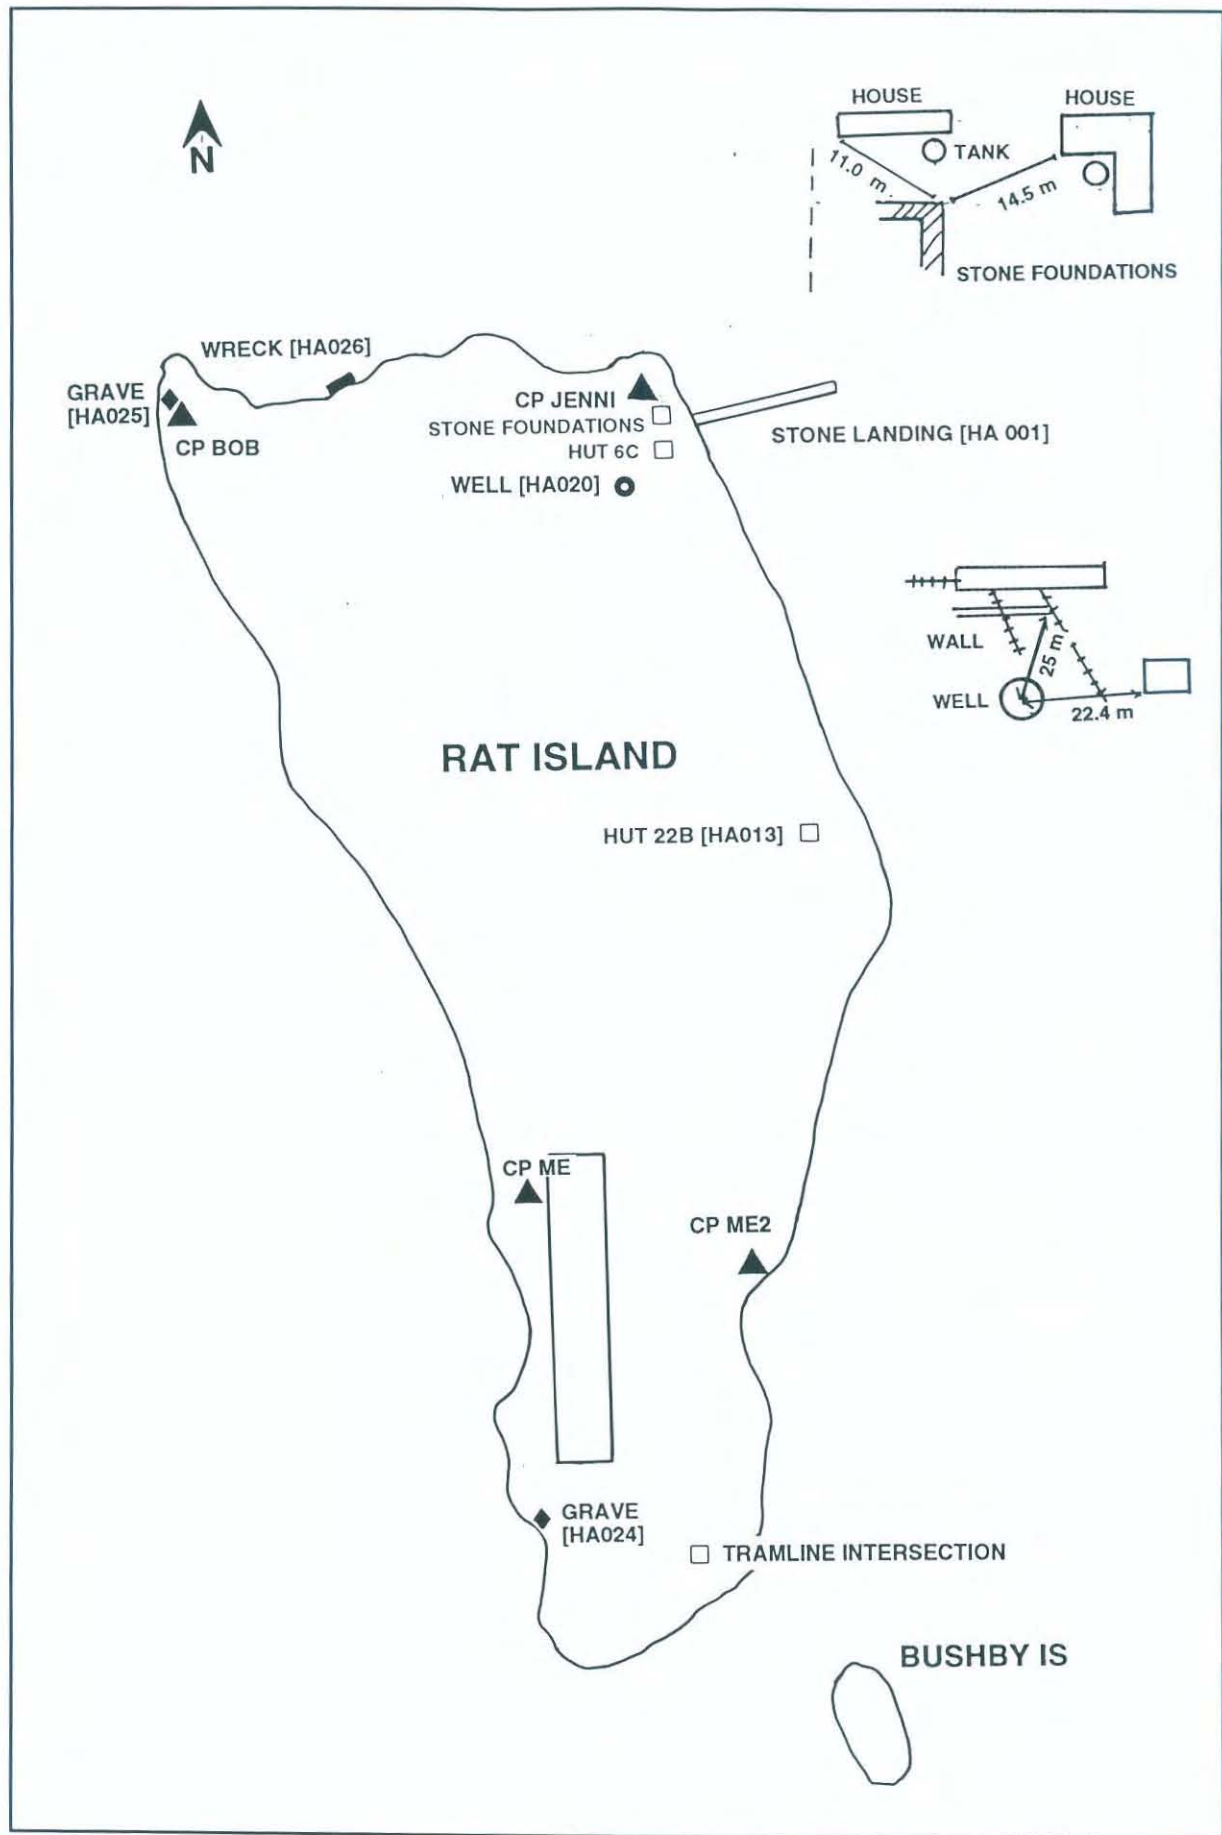 HOUSE
HOUSE
N
TANK
11.0 m
14.5 m
STONE FOUNDATIONS
WRECK [HA026]
GRAVE
[HA025]
CP BOB
CP JENNI
STONE FOUNDATIONS
HUT 6C
WELL [HA020]
STONE LANDING [HA 001]
WALL
25 m
WELL
22.4 m
RAT ISLAND
HUT 22B [HA013]
CP ME
CP ME2
GRAVE
[HA024]
TRAMLINE INTERSECTION
BUSHBY IS